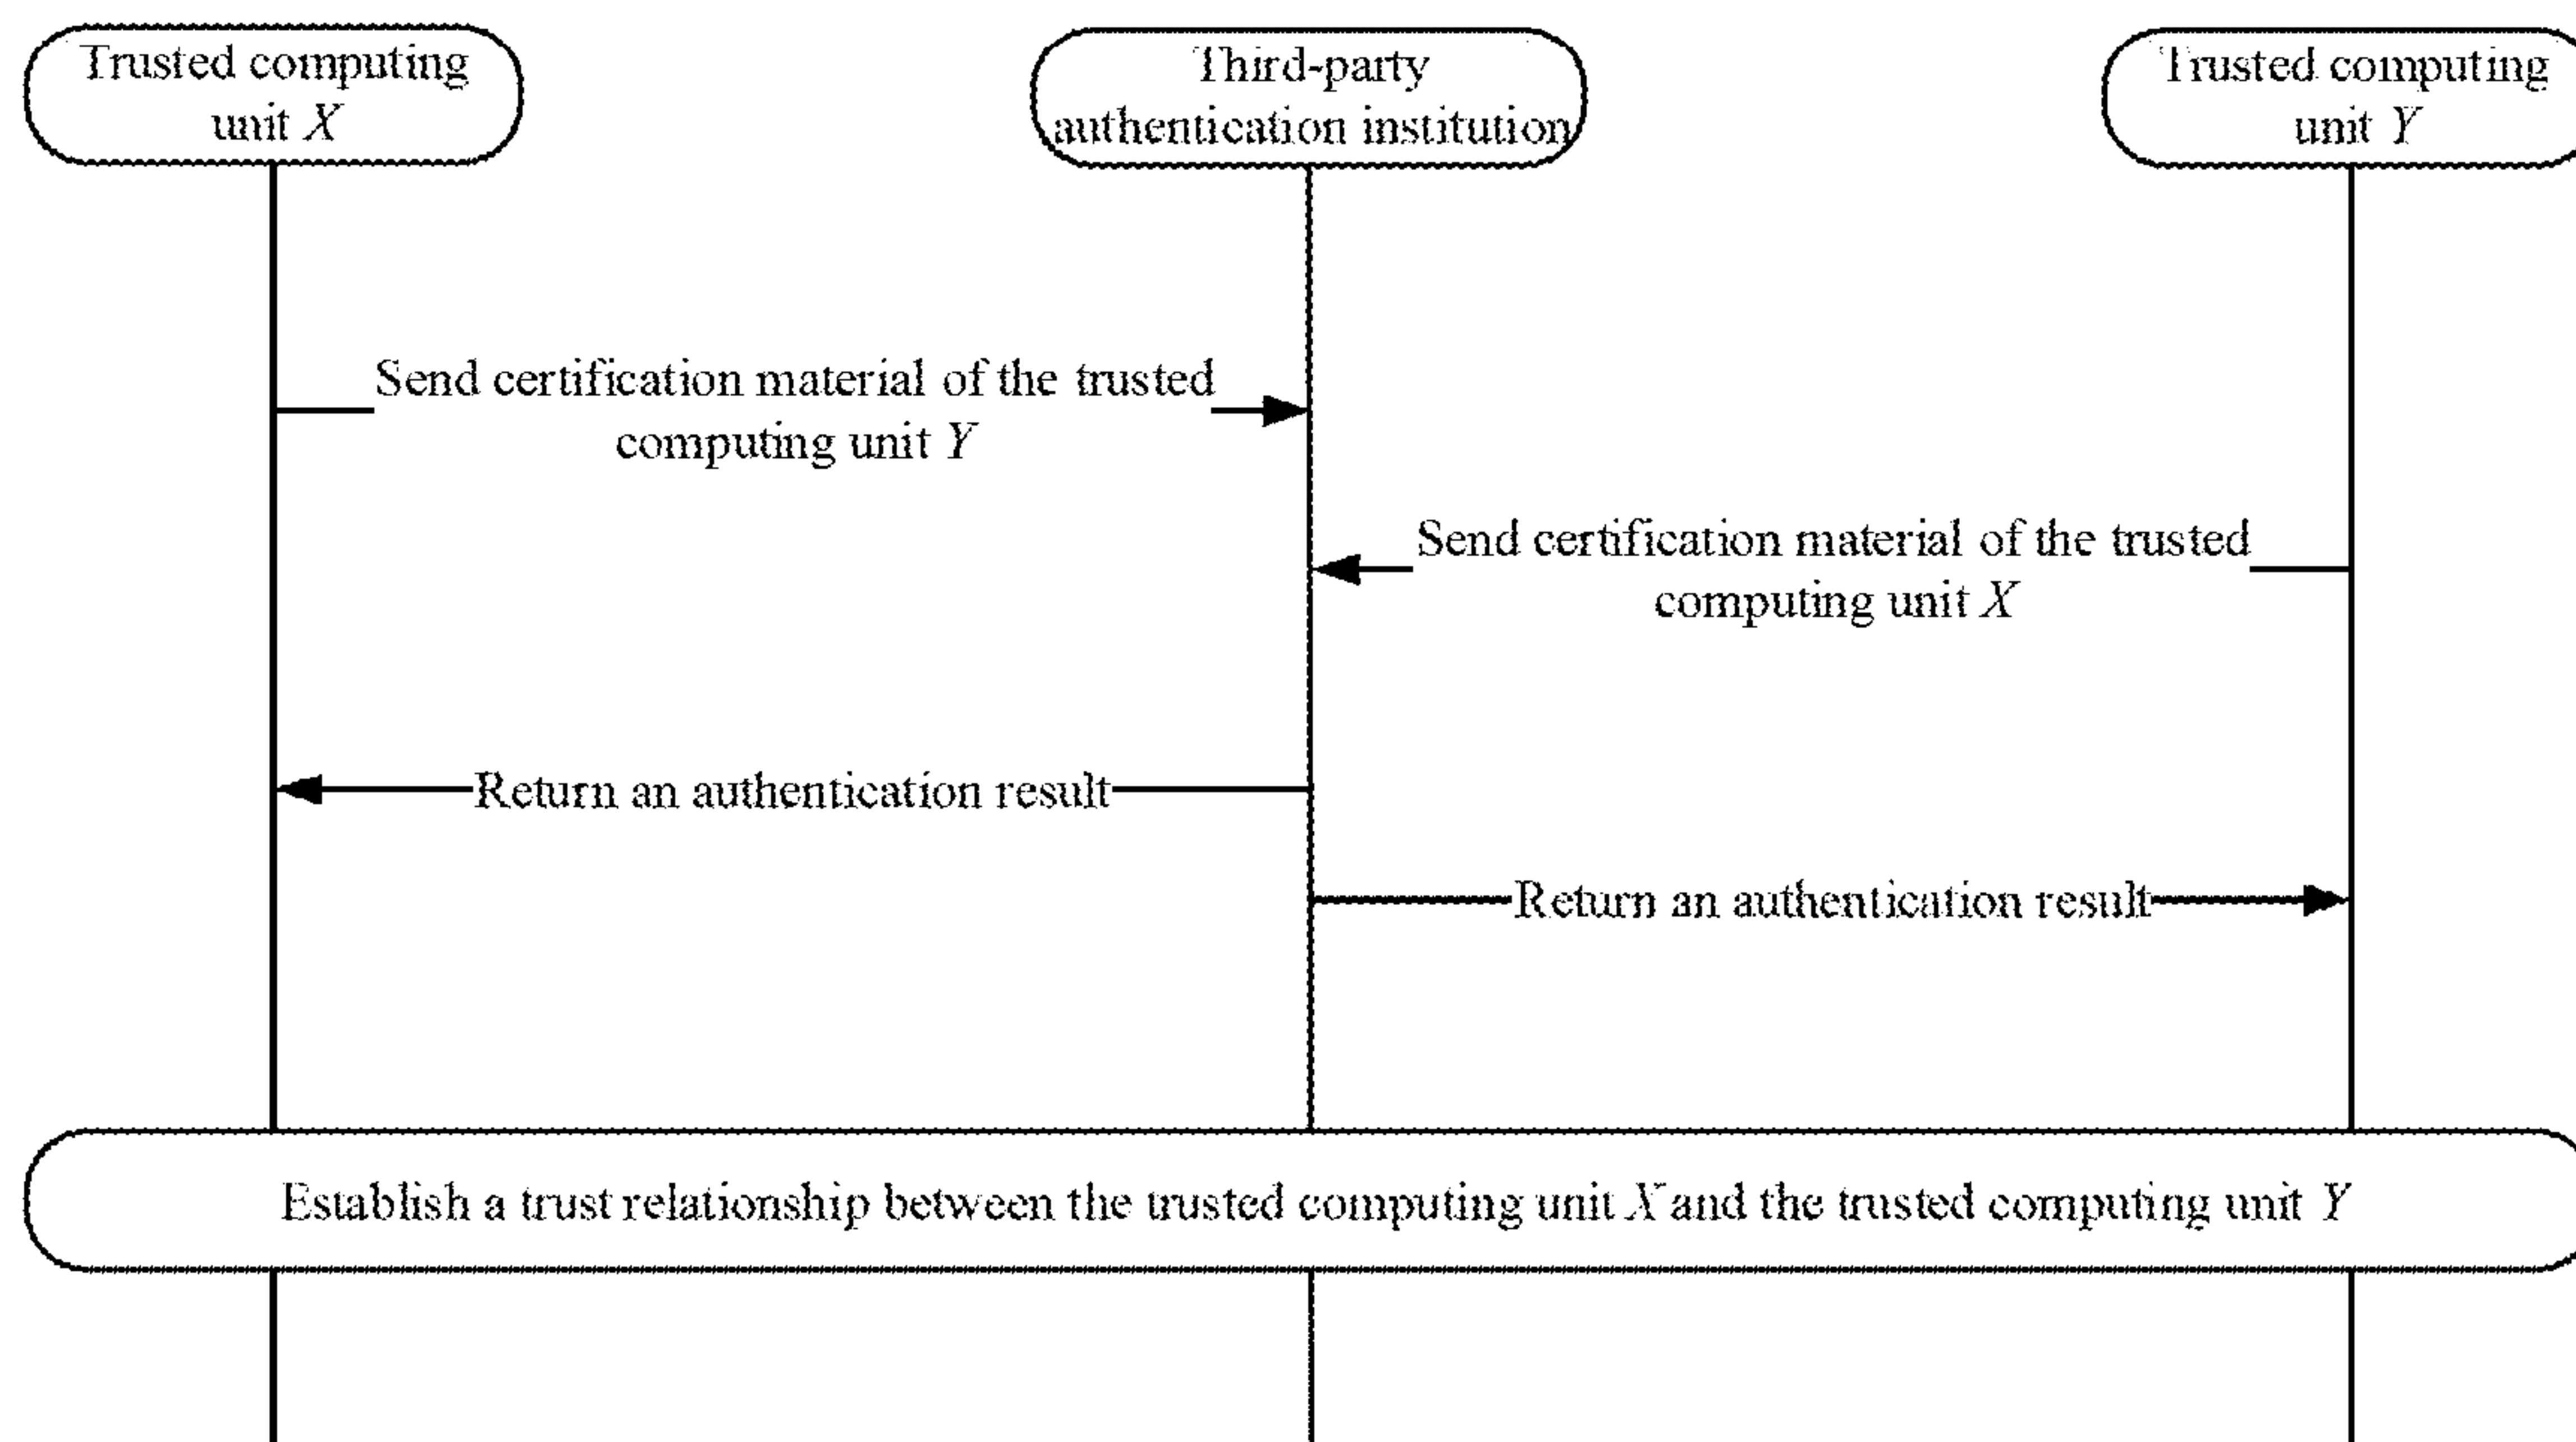 Trusted computing
unit X
Third-party
authentication institution
Trusted computing
unit Y
Send certification material of the trusted
computing unit Y
Send certification material of the trusted
computing unit X
Return an authentication result
Return an authentication result
Establish a trust relationship between the trusted computing unit X and the trusted computing unit Y